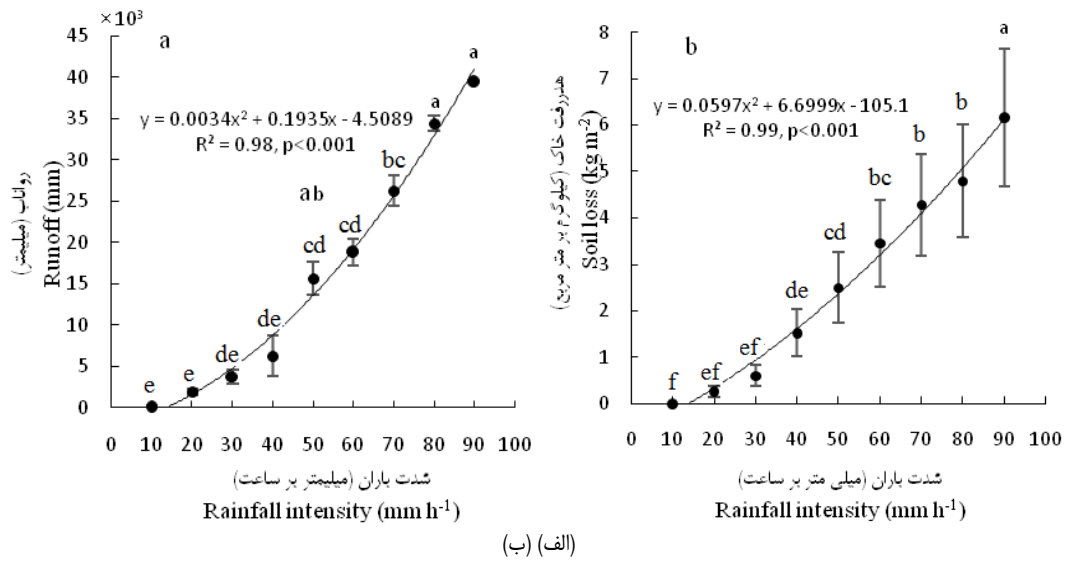 ×10³
a
45
40
35
30
25
20
15
10
5
0
رواناب (میلیمتر)
Runoff (mm)
y = 0.0034x² + 0.1935x - 4.5089
R² = 0.98, p<0.001
e
e
de
de
cd
ab
cd
bc
a
a
0 10 20 30 40 50 60 70 80 90 100
شدت باران (میلیمتر بر ساعت)
Rainfall intensity (mm h⁻¹)
b
8
7
6
5
4
3
2
1
0
هدررفت خاک (کیلوگرم بر متر مربع)
Soil loss (kg m⁻²)
y = 0.0597x² + 6.6999x - 105.1
R² = 0.99, p<0.001
f
ef
ef
de
cd
bc
b
b
a
0 10 20 30 40 50 60 70 80 90 100
شدت باران (میلی متر بر ساعت)
Rainfall intensity (mm h⁻¹)
(الف) (ب)